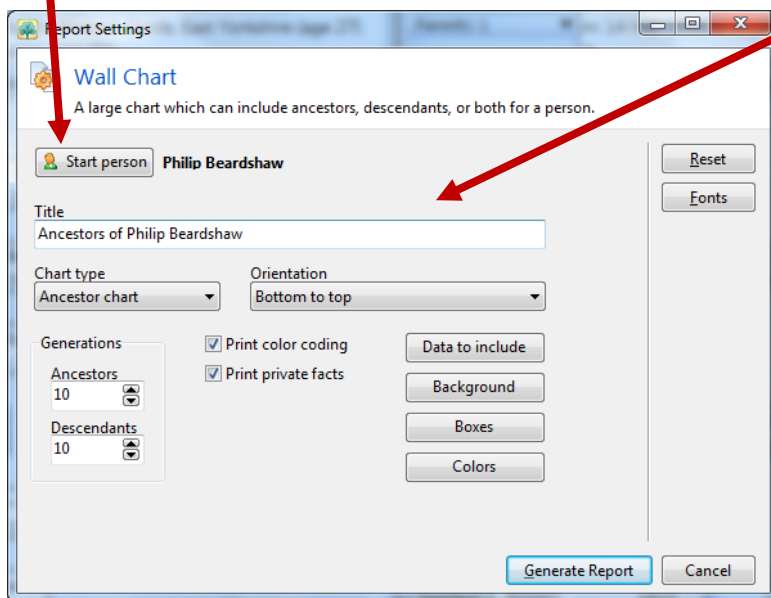 Report Settings
Wall Chart
A large chart which can include ancestors, descendants, or both for a person.
Start person Philip Beardshaw
Reset
Fonts
Title
Ancestors of Philip Beardshaw
Chart type Orientation
Ancestor chart Bottom to top
Generations
Ancestors
10
Descendants
10
Print color coding
Print private facts
Data to include
Background
Boxes
Colors
Generate Report Cancel